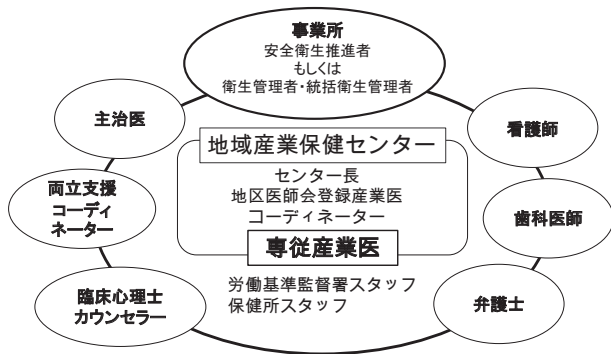 事業所
安全衛生推進者
もしくは
衛生管理者・統括衛生管理者
主治医
看護師
地域産業保健センター
センター長
地区医師会登録産業医
コーディネーター
両立支援
コーディ
ネーター
歯科医師
専従産業医
労働基準監督署スタッフ
保健所スタッフ
臨床心理士
カウンセラー
弁護士